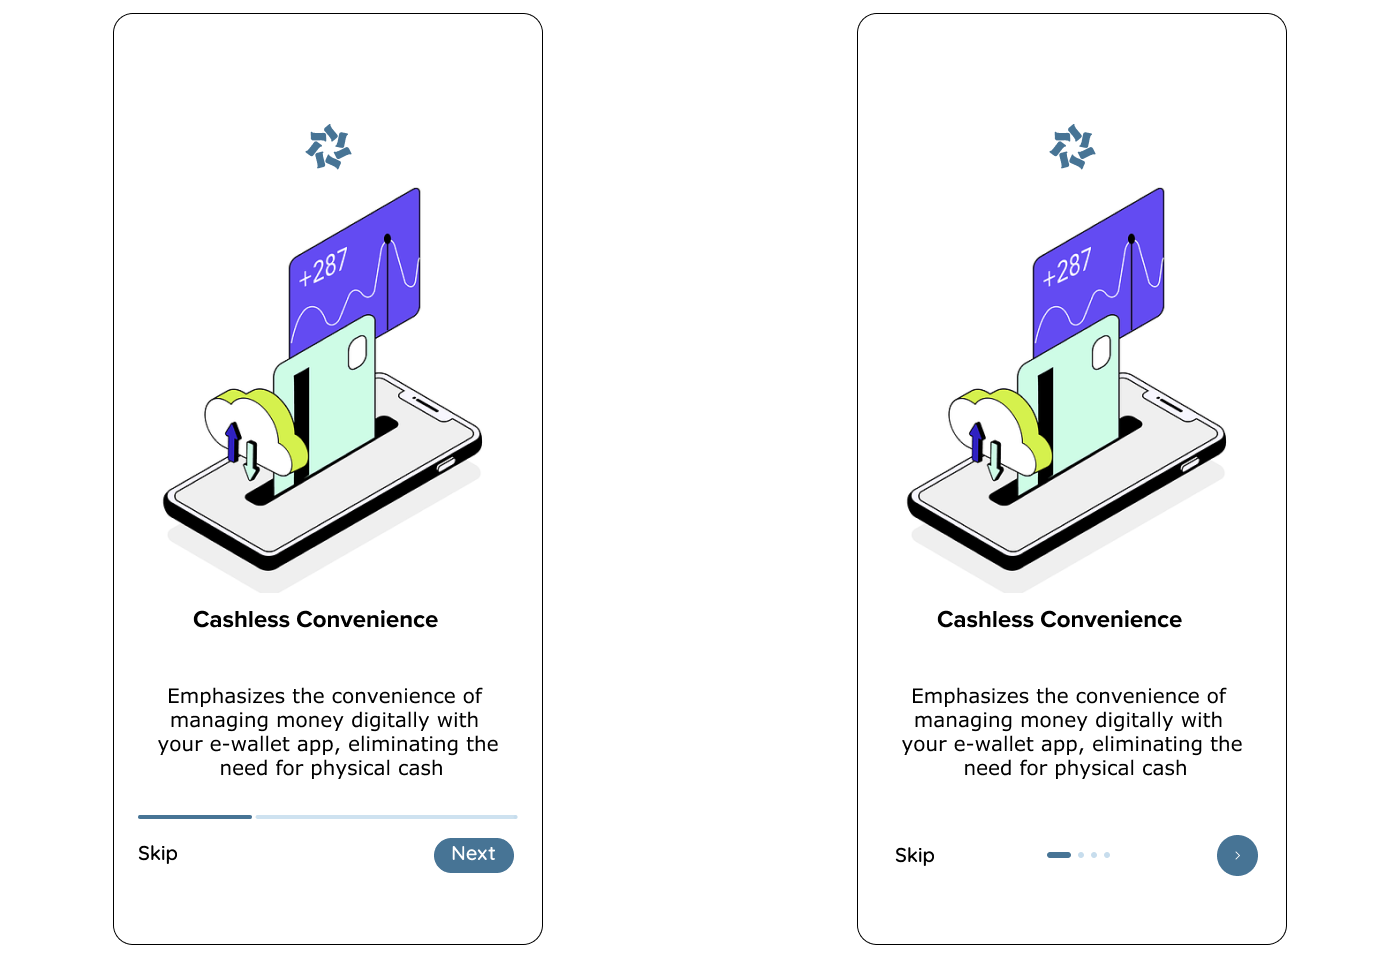 +287
Cashless Convenience
Emphasizes the convenience of
managing money digitally with
your e-wallet app, eliminating the
need for physical cash
Skip
Next
+287
Cashless Convenience
Emphasizes the convenience of
managing money digitally with
your e-wallet app, eliminating the
need for physical cash
Skip